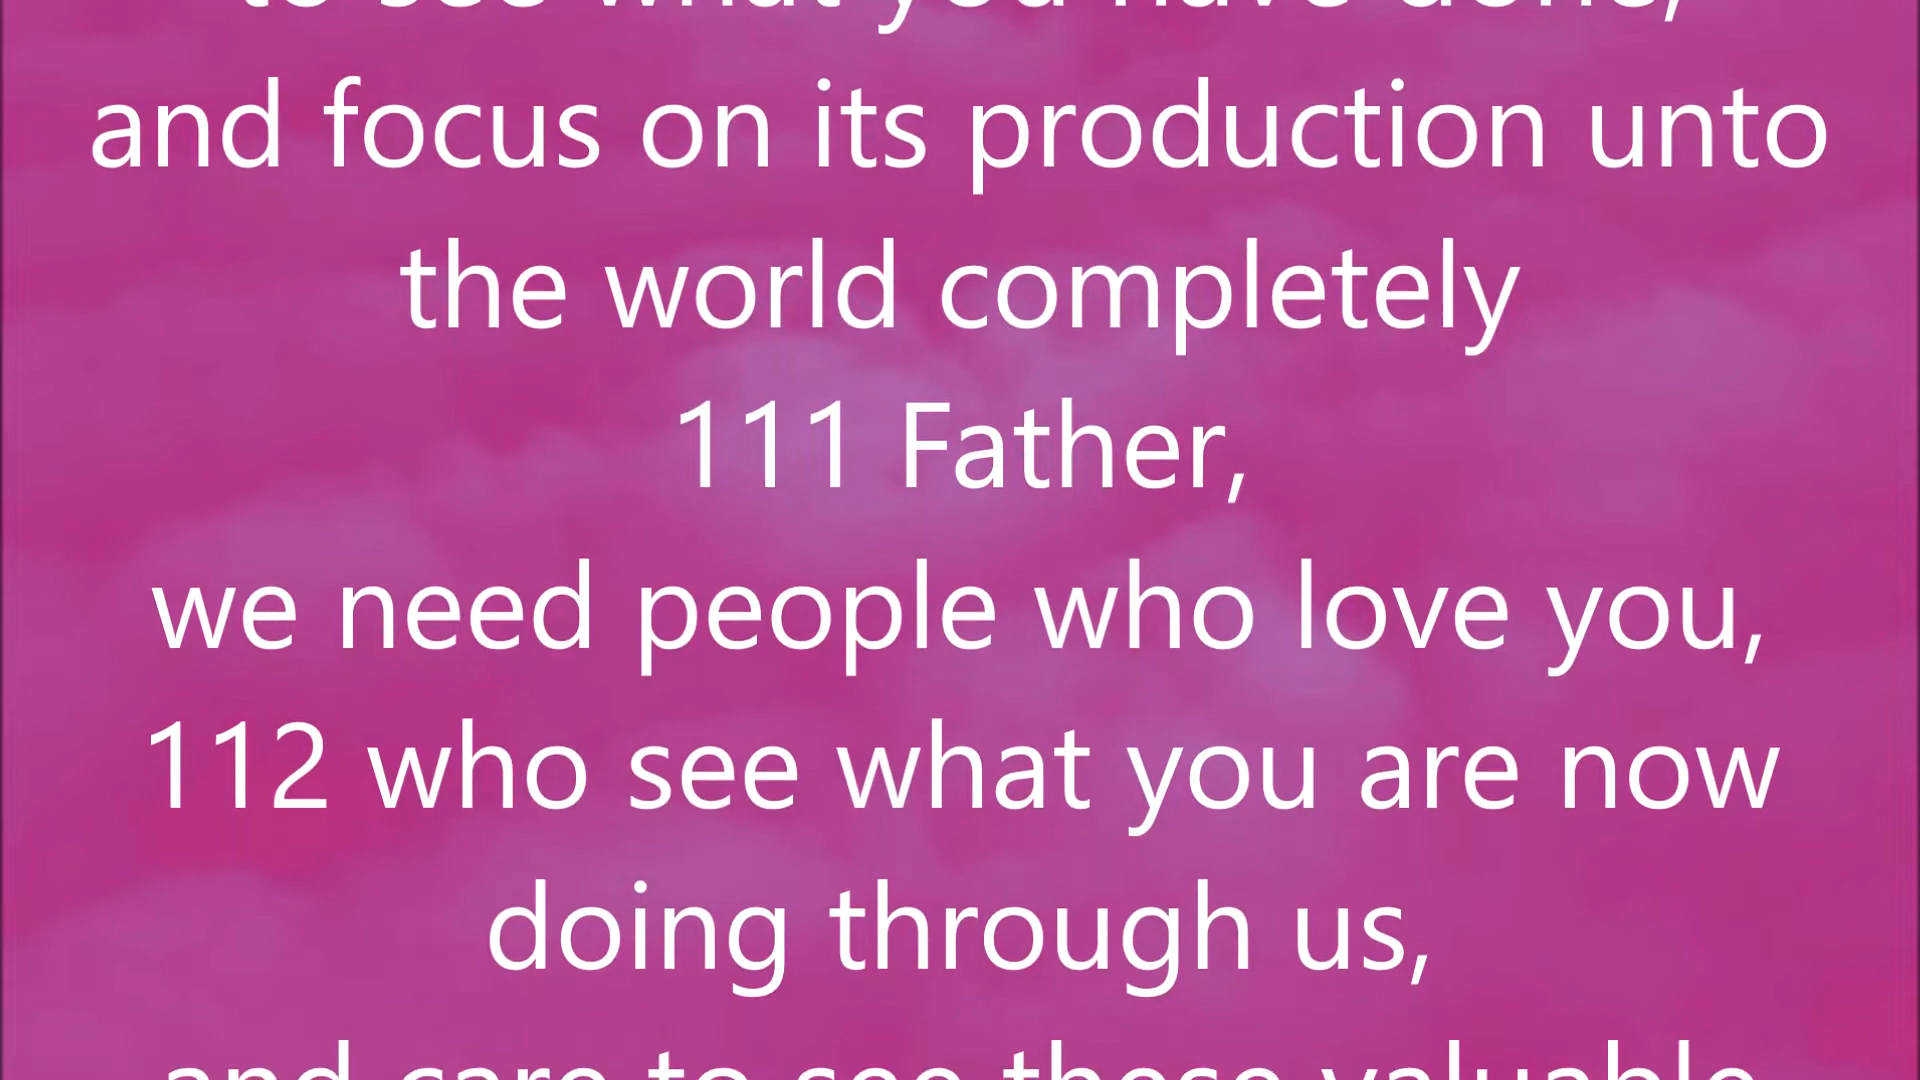 to see what you have done,
and focus on its production unto
the world completely
111 Father,
we need people who love you,
112 who see what you are now
doing through us,
and care to see these valuable